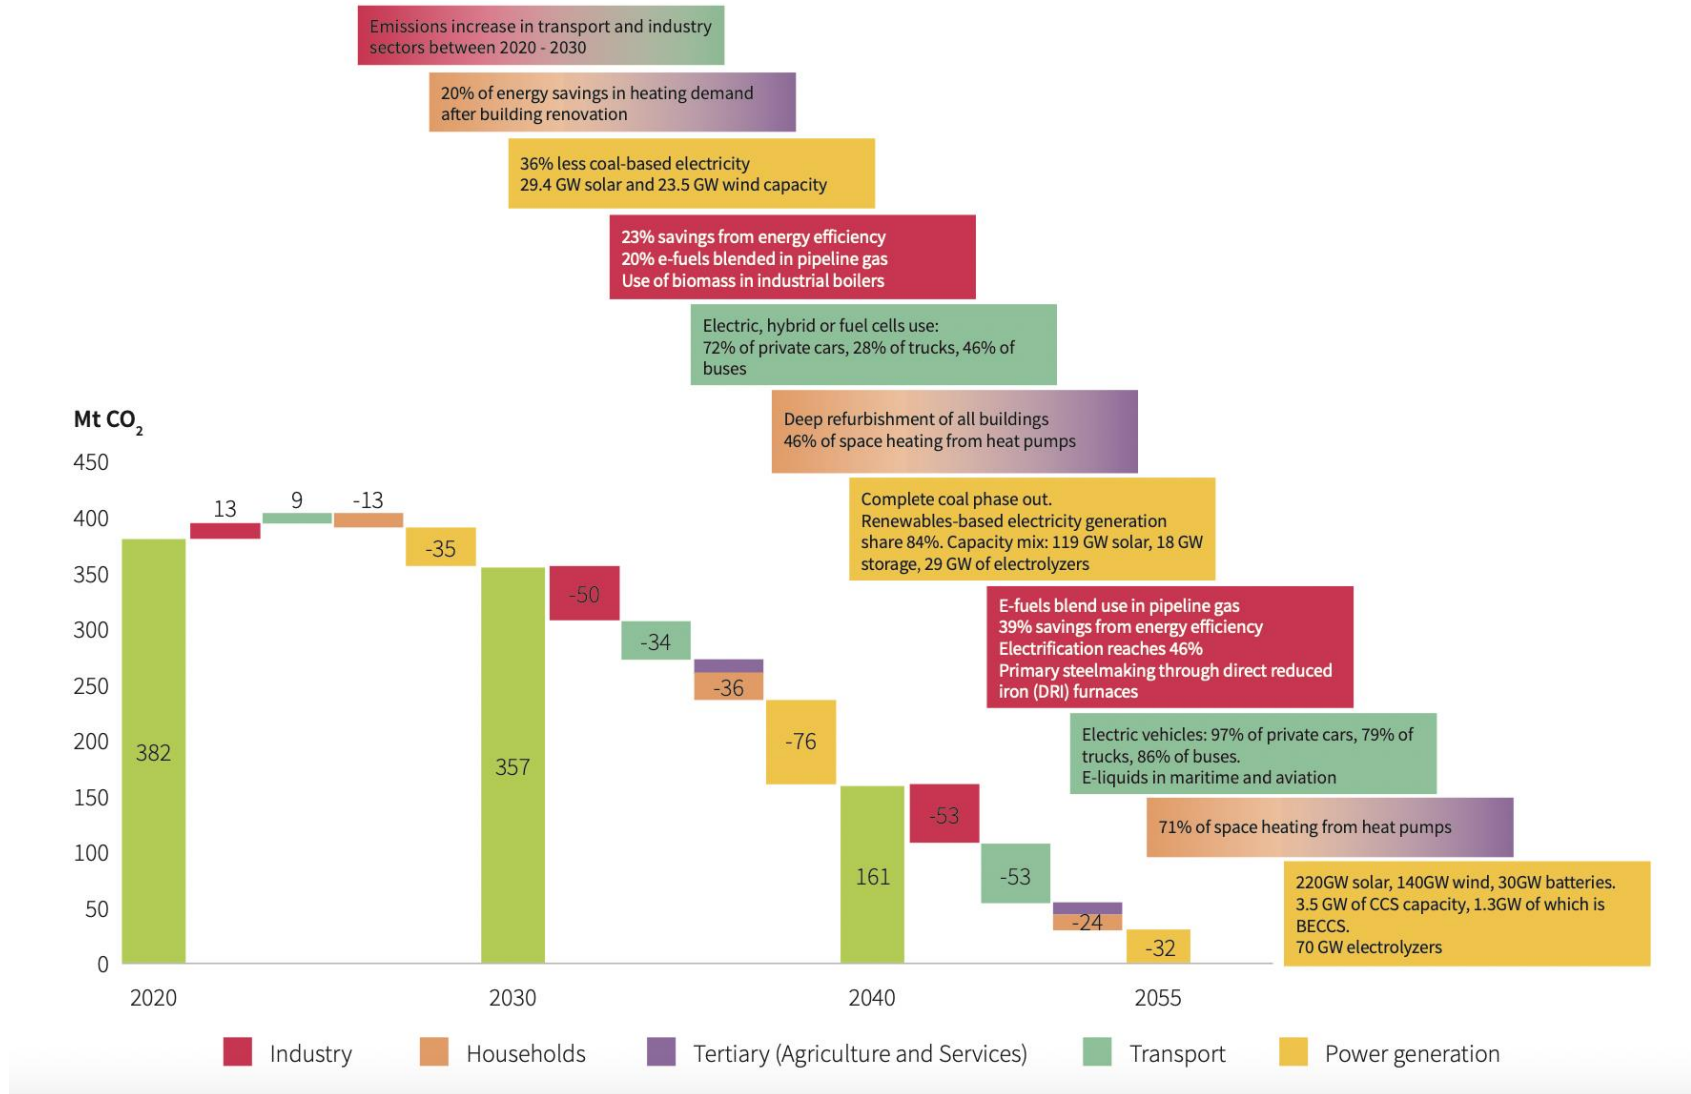 Emissions increase in transport and industry
sectors between 2020 - 2030
20% of energy savings in heating demand
after building renovation
36% less coal-based electricity
29.4 GW solar and 23.5 GW wind capacity
23% savings from energy efficiency
20% e-fuels blended in pipeline gas
Use of biomass in industrial boilers
Electric, hybrid or fuel cells use:
72% of private cars, 28% of trucks, 46% of
buses
Deep refurbishment of all buildings
46% of space heating from heat pumps
Complete coal phase out.
Renewables-based electricity generation
share 84%. Capacity mix: 119 GW solar, 18 GW
storage, 29 GW of electrolyzers
E-fuels blend use in pipeline gas
39% savings from energy efficiency
Electrification reaches 46%
Primary steelmaking through direct reduced
iron (DRI) furnaces
Electric vehicles: 97% of private cars, 79% of
trucks, 86% of buses.
E-liquids in maritime and aviation
71% of space heating from heat pumps
220GW solar, 140GW wind, 30GW batteries.
3.5 GW of CCS capacity, 1.3GW of which is
BECCS.
70 GW electrolyzers
Mt CO₂
450
400
350
300
250
200
150
100
50
0
382
13
9
-13
-35
357
-50
-34
-36
-76
161
-53
-53
-24
-32
2020
2030
2040
2055
Industry
Households
Tertiary (Agriculture and Services)
Transport
Power generation